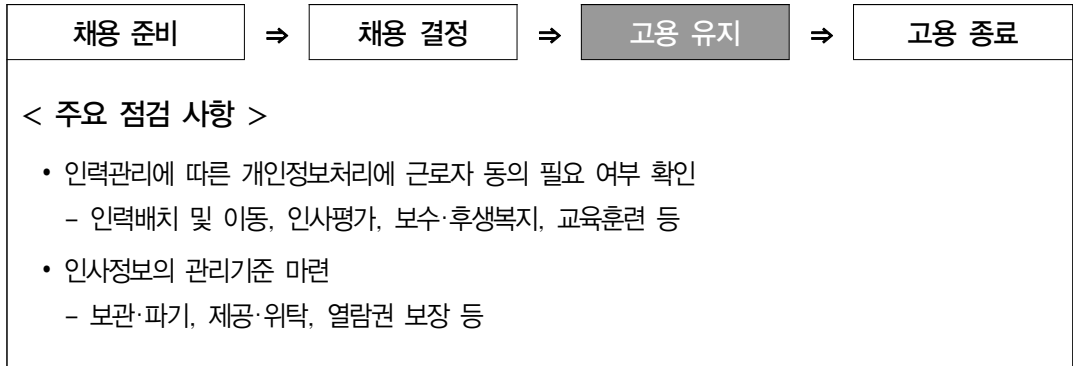 채용 준비 ⇒ 채용 결정 ⇒ 고용 유지 ⇒ 고용 종료
< 주요 점검 사항 >
• 인력관리에 따른 개인정보처리에 근로자 동의 필요 여부 확인
– 인력배치 및 이동, 인사평가, 보수·후생복지, 교육훈련 등
• 인사정보의 관리기준 마련
– 보관·파기, 제공·위탁, 열람권 보장 등